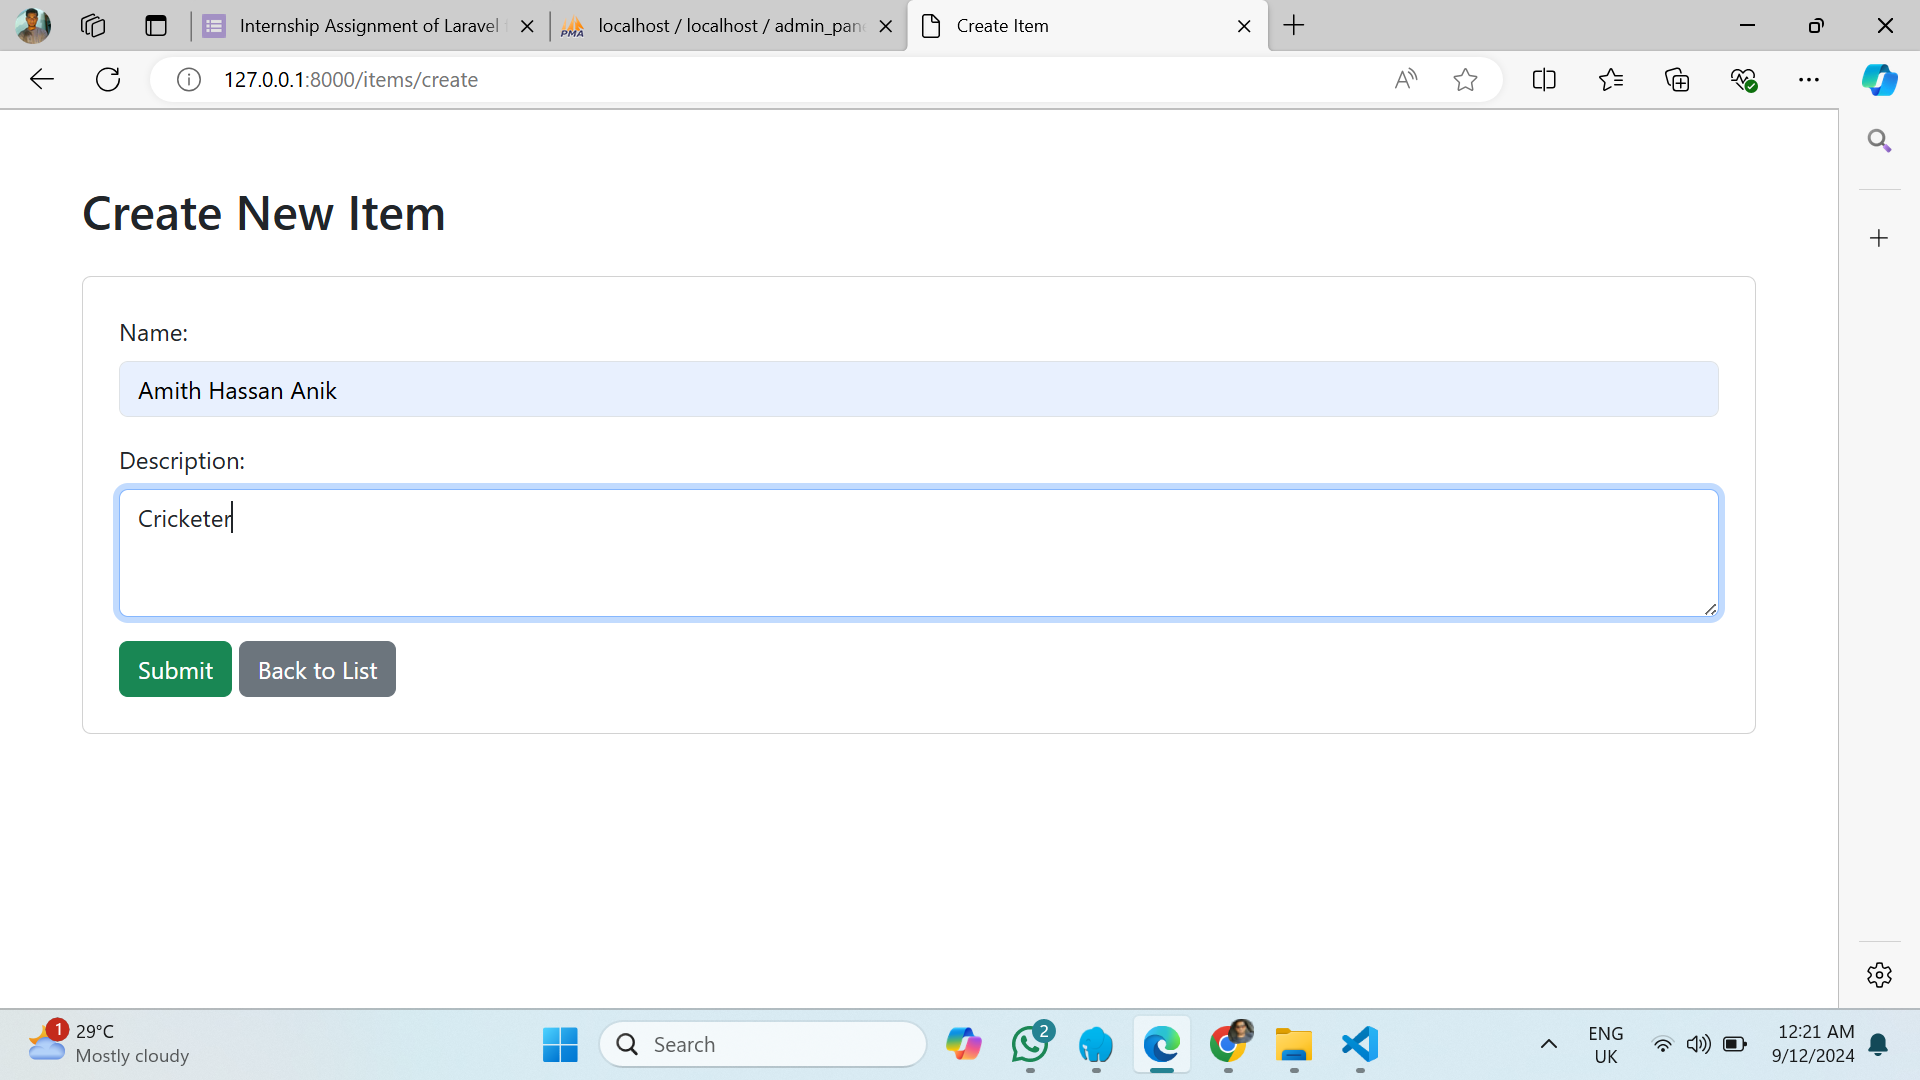 Internship Assignment of Laravel
localhost / localhost / admin_pane
Create Item
127.0.0.1:8000/items/create
Create New Item
Name:
Amith Hassan Anik
Description:
Cricketer
Submit
Back to List
1
29°C
Mostly cloudy
Search
2
ENG
UK
12:21 AM
9/12/2024
PMA